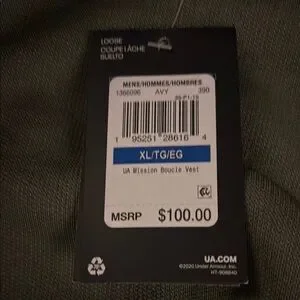 LOOSE
COUPE LÂCHE
SUELTO
MENS/HOMMES/HOMBRES
1366096 AVY 390
1 95251 28616 4
XL/TG/EG
UA Mission Boucle Vest
MSRP $100.00
UA.COM
©2020 Under Armour, Inc.